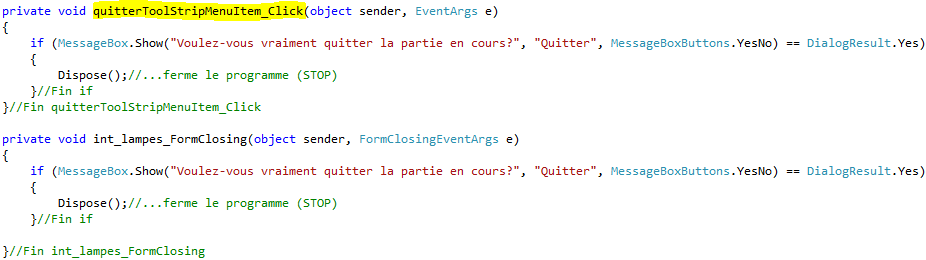 private void quitterToolStripMenuItem_Click(object sender, EventArgs e)
{
    if (MessageBox.Show("Voulez-vous vraiment quitter la partie en cours?", "Quitter", MessageBoxButtons.YesNo) == DialogResult.Yes)
    {
        Dispose();//...ferme le programme (STOP)
    }//Fin if
}//Fin quitterToolStripMenuItem_Click
private void int_lampes_FormClosing(object sender, FormClosingEventArgs e)
{
    if (MessageBox.Show("Voulez-vous vraiment quitter la partie en cours?", "Quitter", MessageBoxButtons.YesNo) == DialogResult.Yes)
    {
        Dispose();//...ferme le programme (STOP)
    }//Fin if
}//Fin int_lampes_FormClosing